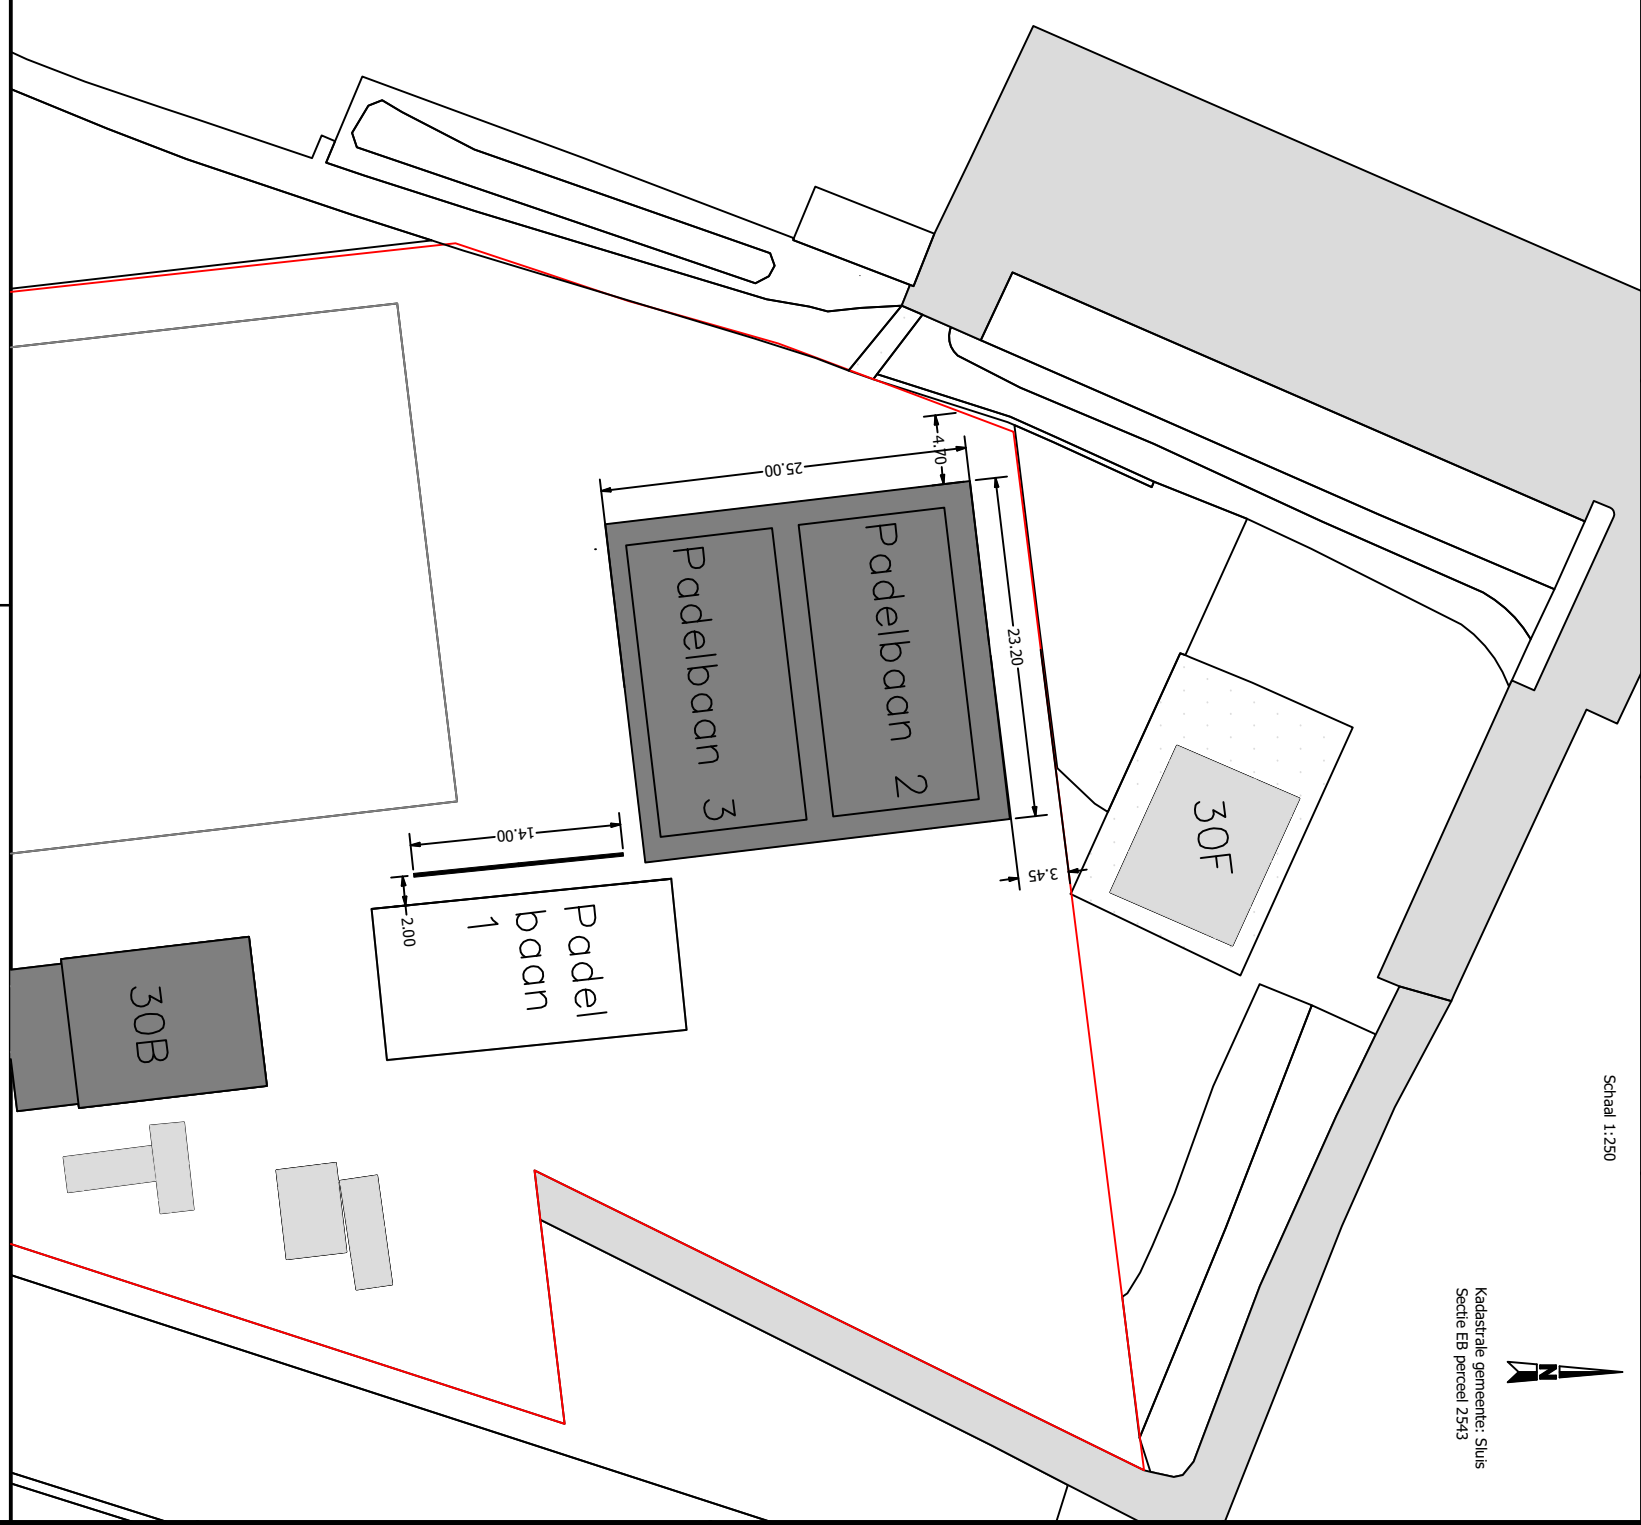 Schaal 1:250
Kadastrale gemeente: Sluis
Sectie EB perceel 2543
N
30F
4.70
23.20
3.45
25.00
Padelbaan 2
Padelbaan 3
14.00
2.00
Padel
baan
1
30B